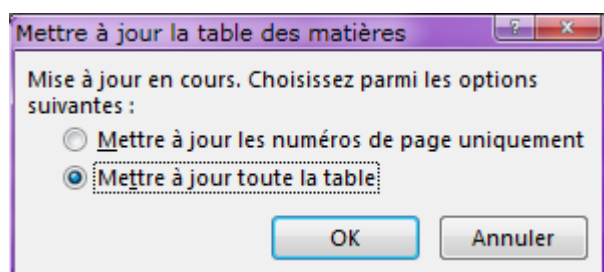 Mettre à jour la table des matières
Mise à jour en cours. Choisissez parmi les options
suivantes :
Mettre à jour les numéros de page uniquement
Mettre à jour toute la table
OK Annuler